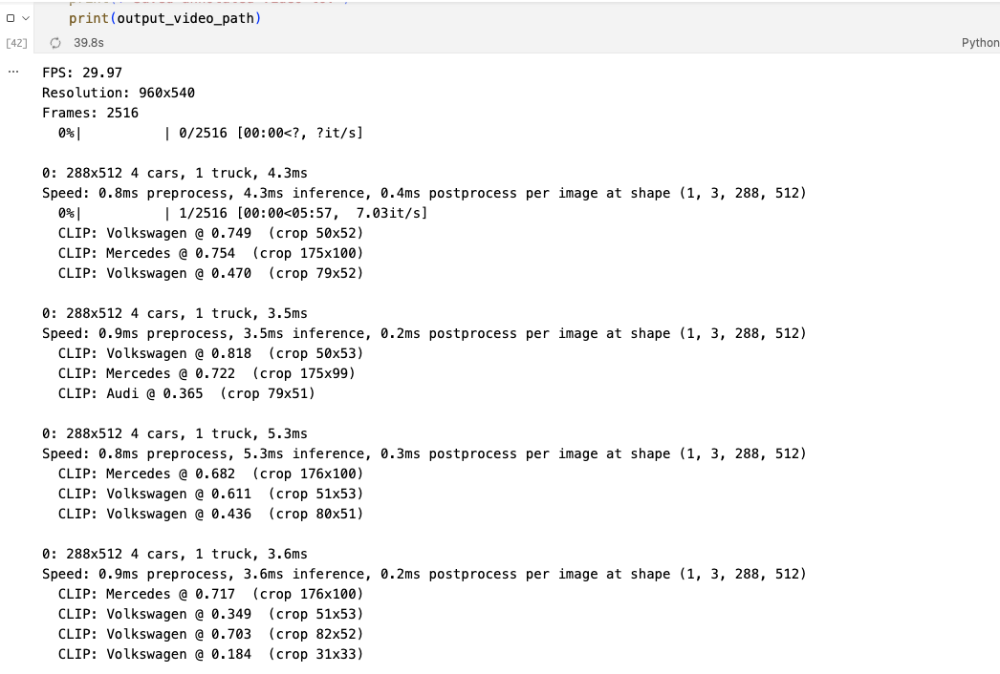 print(output_video_path)
[42]
39.8s
Python
...
FPS: 29.97
Resolution: 960x540
Frames: 2516
0%| | 0/2516 [00:00<?, ?it/s]
0: 288x512 4 cars, 1 truck, 4.3ms
Speed: 0.8ms preprocess, 4.3ms inference, 0.4ms postprocess per image at shape (1, 3, 288, 512)
0%| | 1/2516 [00:00<05:57, 7.03it/s]
CLIP: Volkswagen @ 0.749 (crop 50x52)
CLIP: Mercedes @ 0.754 (crop 175x100)
CLIP: Volkswagen @ 0.470 (crop 79x52)
0: 288x512 4 cars, 1 truck, 3.5ms
Speed: 0.9ms preprocess, 3.5ms inference, 0.2ms postprocess per image at shape (1, 3, 288, 512)
CLIP: Volkswagen @ 0.818 (crop 50x53)
CLIP: Mercedes @ 0.722 (crop 175x99)
CLIP: Audi @ 0.365 (crop 79x51)
0: 288x512 4 cars, 1 truck, 5.3ms
Speed: 0.8ms preprocess, 5.3ms inference, 0.3ms postprocess per image at shape (1, 3, 288, 512)
CLIP: Mercedes @ 0.682 (crop 176x100)
CLIP: Volkswagen @ 0.611 (crop 51x53)
CLIP: Volkswagen @ 0.436 (crop 80x51)
0: 288x512 4 cars, 1 truck, 3.6ms
Speed: 0.9ms preprocess, 3.6ms inference, 0.2ms postprocess per image at shape (1, 3, 288, 512)
CLIP: Mercedes @ 0.717 (crop 176x100)
CLIP: Volkswagen @ 0.349 (crop 51x53)
CLIP: Volkswagen @ 0.703 (crop 82x52)
CLIP: Volkswagen @ 0.184 (crop 31x33)